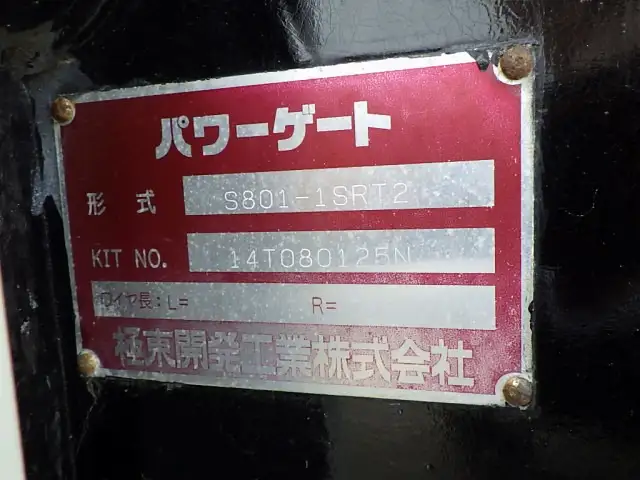 パワーゲート
形式 S801-1SRT2
KIT NO. 14T080125N
ワイヤ長:L= R=
極東開発工業株式会社